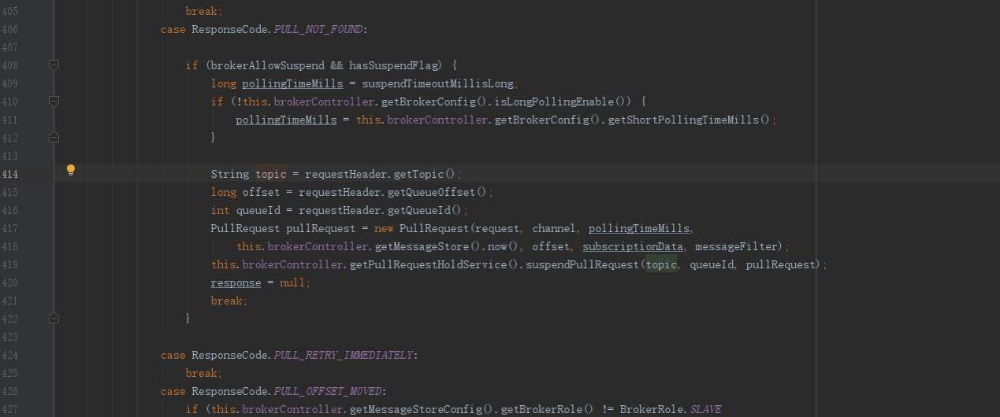 405                 break;
406             case ResponseCode.PULL_NOT_FOUND:
407
408                 if (brokerAllowSuspend && hasSuspendFlag) {
409                     long pollingTimeMills = suspendTimeoutMillisLong;
410                     if (!this.brokerController.getBrokerConfig().isLongPollingEnable()) {
411                         pollingTimeMills = this.brokerController.getBrokerConfig().getShortPollingTimeMills();
412                     }
413
414                     String topic = requestHeader.getTopic();
415                     long offset = requestHeader.getQueueOffset();
416                     int queueId = requestHeader.getQueueId();
417                     PullRequest pullRequest = new PullRequest(request, channel, pollingTimeMills,
418                         this.brokerController.getMessageStore().now(), offset, subscriptionData, messageFilter);
419                     this.brokerController.getPullRequestHoldService().suspendPullRequest(topic, queueId, pullRequest);
420                     response = null;
421                     break;
422                 }
423
424             case ResponseCode.PULL_RETRY_IMMEDIATELY:
425                 break;
426             case ResponseCode.PULL_OFFSET_MOVED:
427                 if (this.brokerController.getMessageStoreConfig().getBrokerRole() != BrokerRole.SLAVE